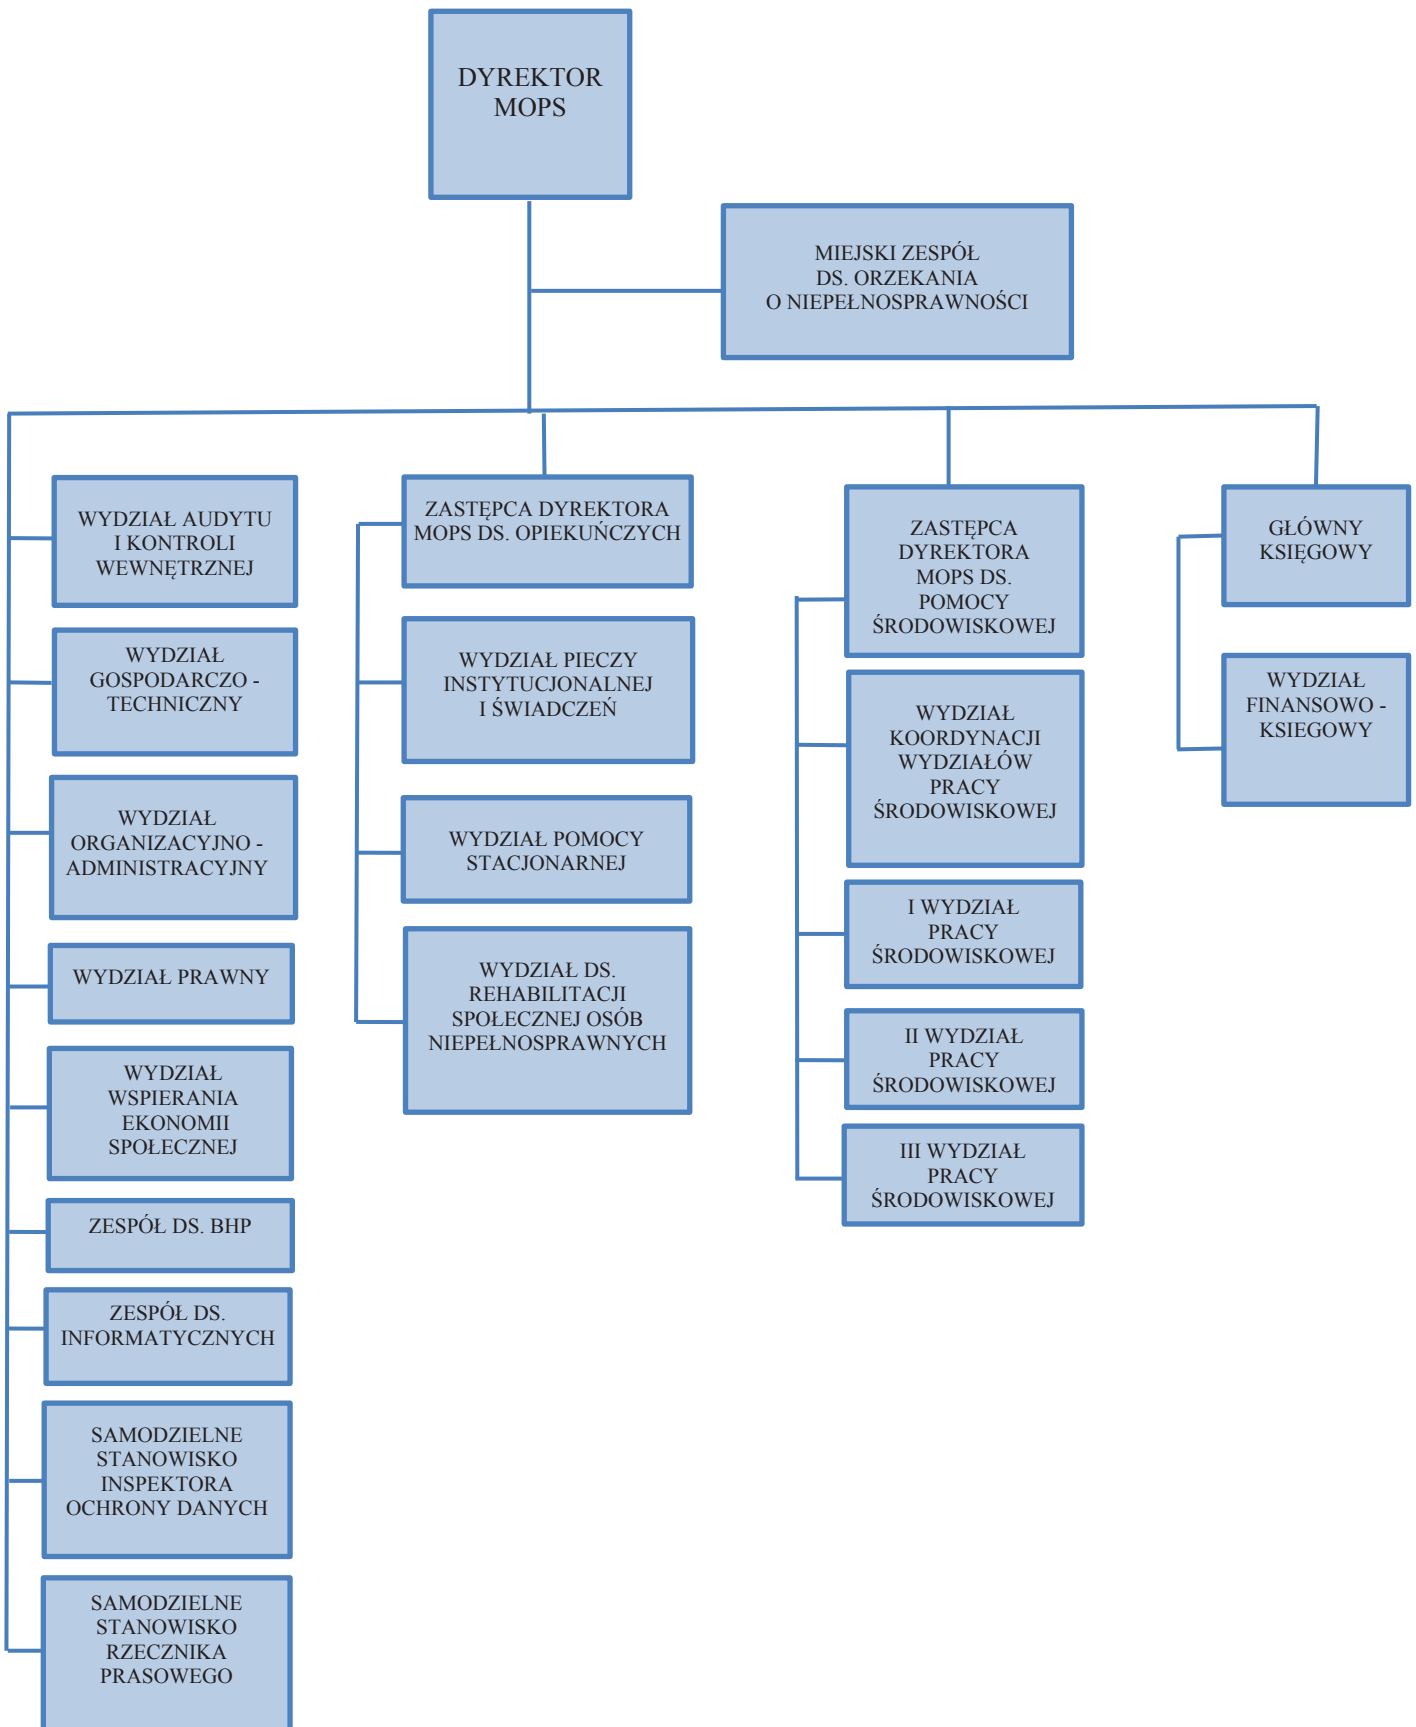 DYREKTOR
MOPS
MIEJSKI ZESPÓŁ
DS. ORZEKANIA
O NIEPEŁNOSPRAWNOŚCI
WYDZIAŁ AUDYTU
I KONTROLI
WEWNĘTRZNEJ
WYDZIAŁ
GOSPODARCZO -
TECHNICZNY
WYDZIAŁ
ORGANIZACYJNO -
ADMINISTRACYJNY
WYDZIAŁ PRAWNY
WYDZIAŁ
WSPIERANIA
EKONOMII
SPOŁECZNEJ
ZESPÓŁ DS. BHP
ZESPÓŁ DS.
INFORMATYCZNYCH
SAMODZIELNE
STANOWISKO
INSPEKTORA
OCHRONY DANYCH
SAMODZIELNE
STANOWISKO
RZECZNIKA
PRASOWEGO
ZASTĘPCA DYREKTORA
MOPS DS. OPIEKUŃCZYCH
WYDZIAŁ PIECZY
INSTYTUCJONALNEJ
I ŚWIADCZEŃ
WYDZIAŁ POMOCY
STACJONARNEJ
WYDZIAŁ DS.
REHABILITACJI
SPOŁECZNEJ OSÓB
NIEPEŁNOSPRAWNYCH
ZASTĘPCA
DYREKTORA
MOPS DS.
POMOCY
ŚRODOWISKOWEJ
WYDZIAŁ
KOORDYNACJI
WYDZIAŁÓW
PRACY
ŚRODOWISKOWEJ
I WYDZIAŁ
PRACY
ŚRODOWISKOWEJ
II WYDZIAŁ
PRACY
ŚRODOWISKOWEJ
III WYDZIAŁ
PRACY
ŚRODOWISKOWEJ
GŁÓWNY
KSIĘGOWY
WYDZIAŁ
FINANSOWO -
KSIEGOWY